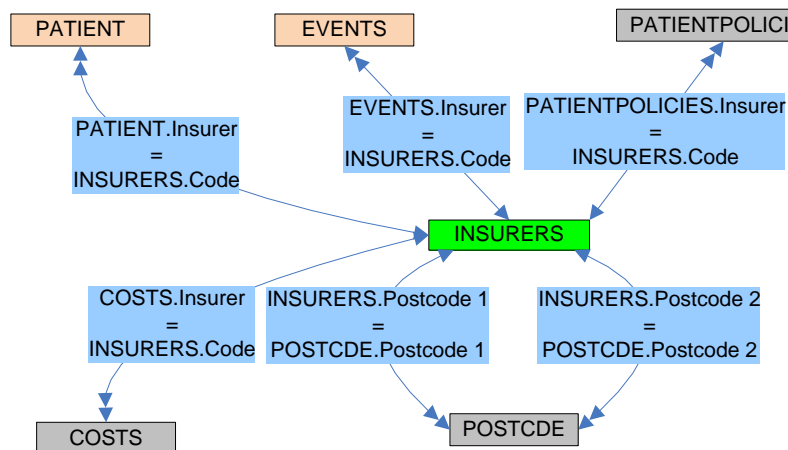 PATIENT
EVENTS
PATIENTPOLICI
PATIENT.Insurer
=
INSURERS.Code
EVENTS.Insurer
=
INSURERS.Code
PATIENTPOLICIES.Insurer
=
INSURERS.Code
INSURERS
COSTS.Insurer
=
INSURERS.Code
INSURERS.Postcode 1
=
POSTCDE.Postcode 1
INSURERS.Postcode 2
=
POSTCDE.Postcode 2
COSTS
POSTCDE